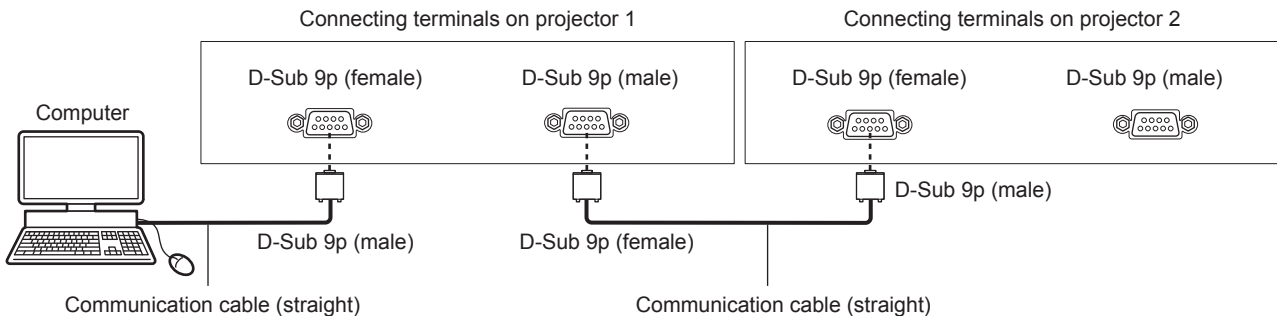 Connecting terminals on projector 1
Connecting terminals on projector 2
D-Sub 9p (female)
D-Sub 9p (male)
D-Sub 9p (female)
D-Sub 9p (male)
Computer
D-Sub 9p (male)
D-Sub 9p (male)
D-Sub 9p (female)
Communication cable (straight)
Communication cable (straight)